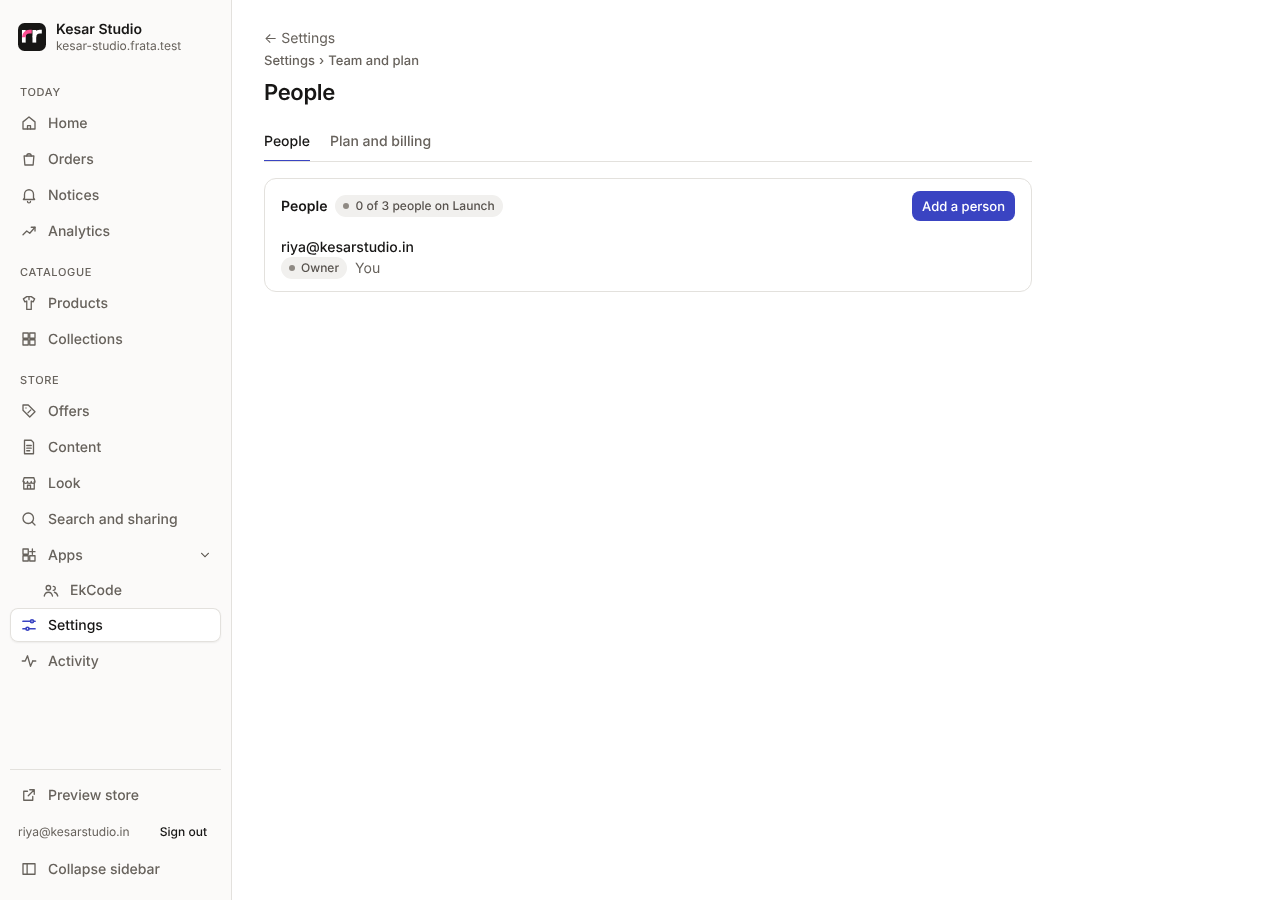 Kesar Studio
kesar-studio.frata.test
TODAY
Home
Orders
Notices
Analytics
CATALOGUE
Products
Collections
STORE
Offers
Content
Look
Search and sharing
Apps
EkCode
Settings
Activity
Preview store
riya@kesarstudio.in Sign out
Collapse sidebar
← Settings
Settings › Team and plan
People
People Plan and billing
People 0 of 3 people on Launch Add a person
riya@kesarstudio.in
Owner You